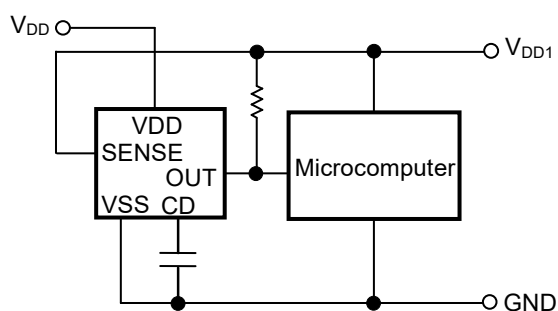 VDD
VDD1
VDD
SENSE
OUT
VSS CD
Microcomputer
GND